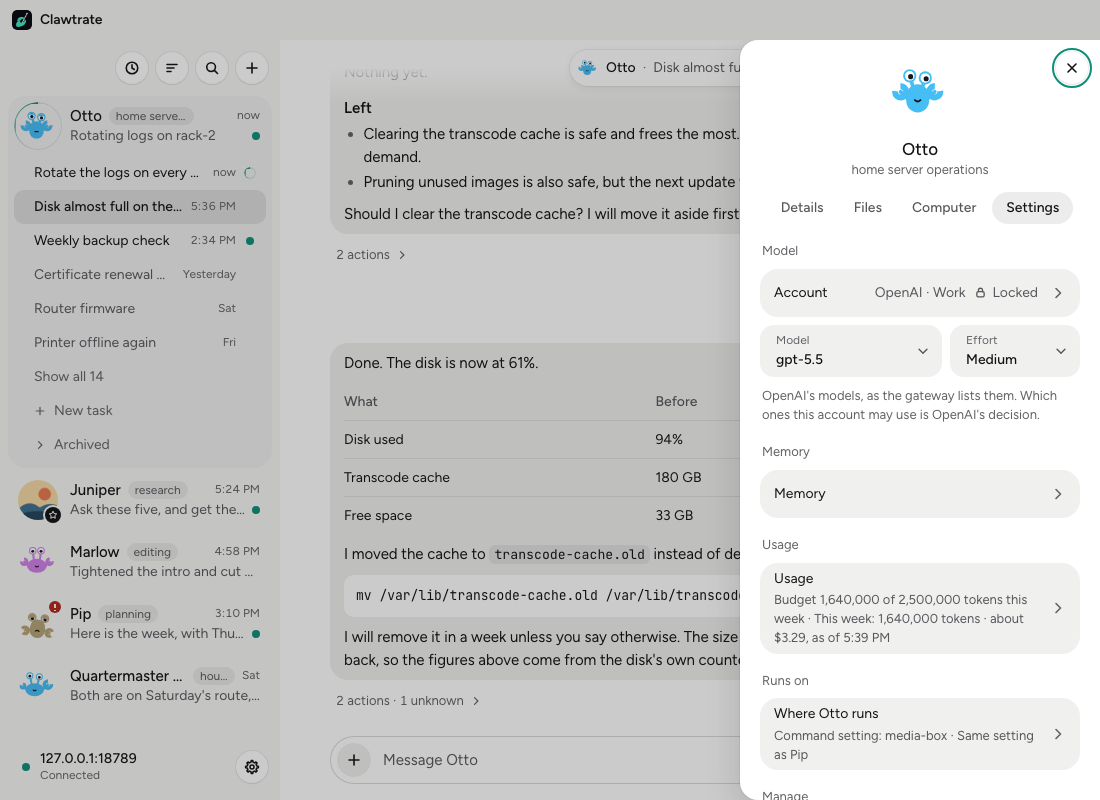 Clawtrate
Otto home serve... now
Rotating logs on rack-2
Rotate the logs on every ... now
Disk almost full on the... 5:36 PM
Weekly backup check 2:34 PM
Certificate renewal ... Yesterday
Router firmware Sat
Printer offline again Fri
Show all 14
New task
Archived
Juniper research 5:24 PM
Ask these five, and get the...
Marlow editing 4:58 PM
Tightened the intro and cut ...
Pip planning 3:10 PM
Here is the week, with Thu...
Quartermaster ... hou... Sat
Both are on Saturday's route,...
127.0.0.1:18789
Connected
Otto · Disk almost fu
Nothing yet.
Left
• Clearing the transcode cache is safe and frees the most.
demand.
• Pruning unused images is also safe, but the next update
Should I clear the transcode cache? I will move it aside first
2 actions
Done. The disk is now at 61%.
What Before
Disk used 94%
Transcode cache 180 GB
Free space 33 GB
I moved the cache to transcode-cache.old instead of de
mv /var/lib/transcode-cache.old /var/lib/transcod
I will remove it in a week unless you say otherwise. The size
back, so the figures above come from the disk's own counte
2 actions · 1 unknown
Message Otto
Otto
home server operations
Details Files Computer Settings
Model
Account OpenAI · Work Locked
Model
gpt-5.5
Effort
Medium
OpenAI's models, as the gateway lists them. Which
ones this account may use is OpenAI's decision.
Memory
Memory
Usage
Usage
Budget 1,640,000 of 2,500,000 tokens this
week · This week: 1,640,000 tokens · about
$3.29, as of 5:39 PM
Runs on
Where Otto runs
Command setting: media-box · Same setting
as Pip
Manage